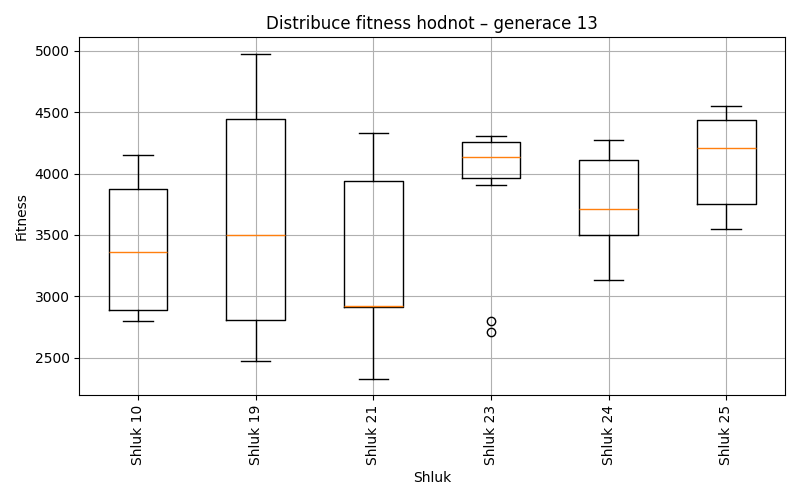 Distribuce fitness hodnot – generace 13
5000
4500
4000
3500
3000
2500
Fitness
Shluk 10
Shluk 19
Shluk 21
Shluk 23
Shluk 24
Shluk 25
Shluk